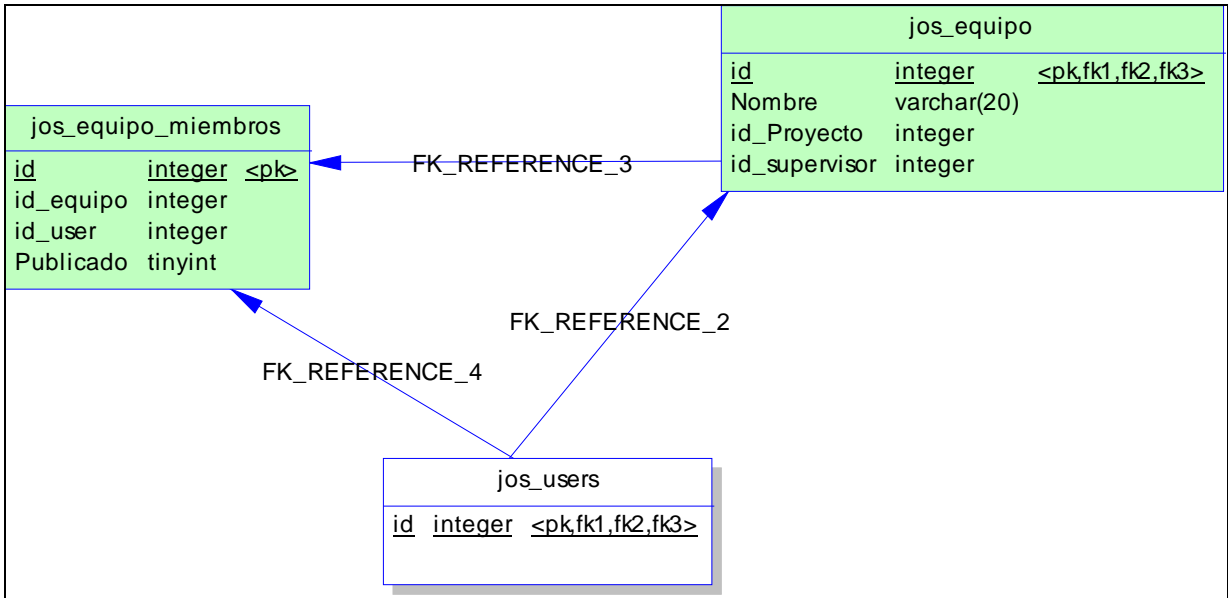 jos_equipo
id integer <pk,fk1,fk2,fk3>
Nombre varchar(20)
id_Proyecto integer
id_supervisor integer
jos_equipo_miembros
id integer <pk>
id_equipo integer
id_user integer
Publicado tinyint
FK_REFERENCE_3
FK_REFERENCE_2
FK_REFERENCE_4
jos_users
id integer <pk,fk1,fk2,fk3>